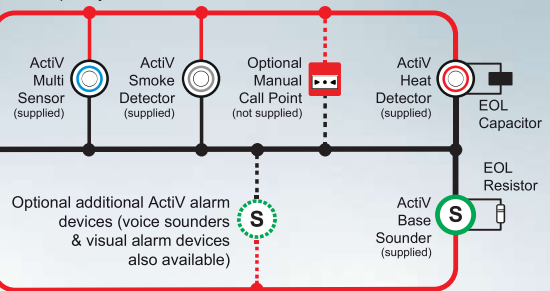 ActiV
Multi
Sensor
(supplied)
ActiV
Smoke
Detector
(supplied)
Optional
Manual
Call Point
(not supplied)
ActiV
Heat
Detector
(supplied)
EOL
Capacitor
Optional additional ActiV alarm
devices (voice sounders
& visual alarm devices
also available)
S
ActiV
Base
Sounder
(supplied)
S
EOL
Resistor